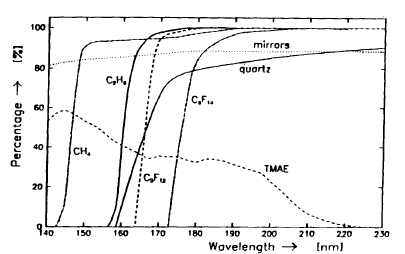 Percentage → [%]
100
80
60
40
20
0
mirrors
C₂H₆
quartz
C₆F₁₄
CH₄
C₅F₁₂
TMAE
140 150 160 170 180 190 200 210 220 230
Wavelength → [nm]